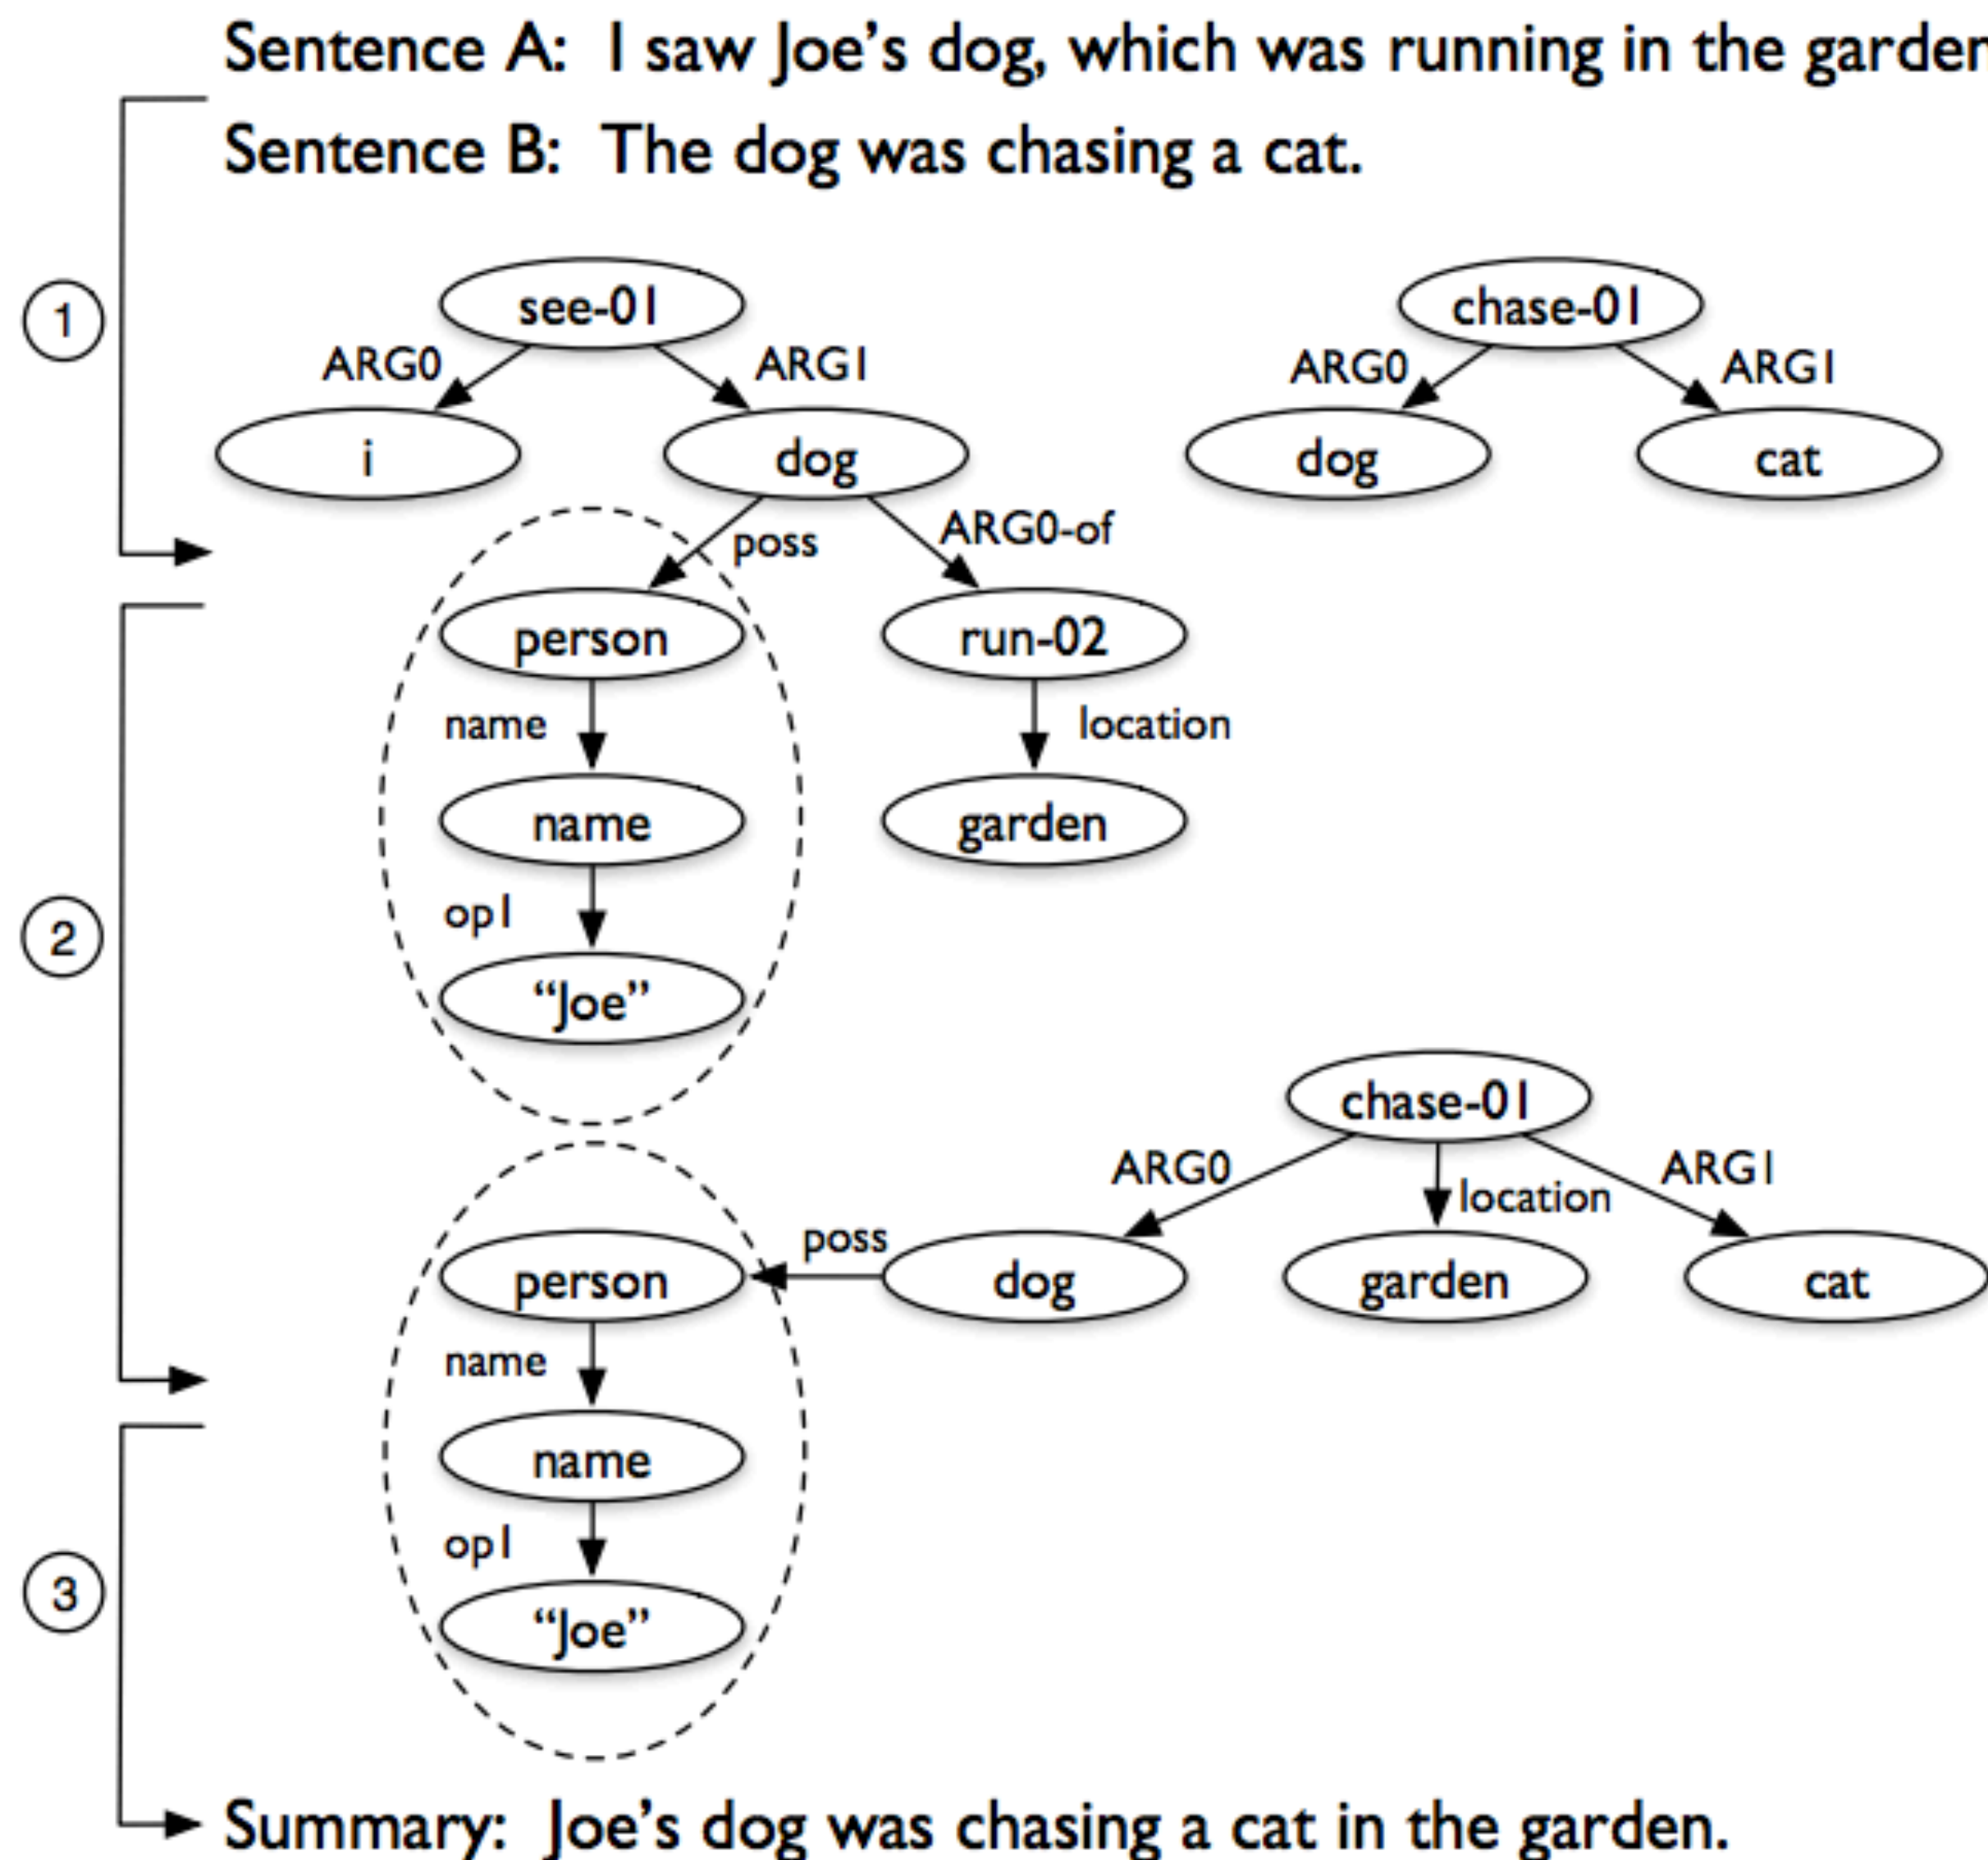 Sentence A: I saw Joe’s dog, which was running in the garden
Sentence B: The dog was chasing a cat.
1
see-01
chase-01
ARG0
ARG1
ARG0
ARG1
i
dog
dog
cat
poss
ARG0-of
person
run-02
name
location
name
garden
op1
2
“Joe”
chase-01
ARG0
location
ARG1
poss
person
dog
garden
cat
name
name
op1
3
“Joe”
Summary: Joe’s dog was chasing a cat in the garden.